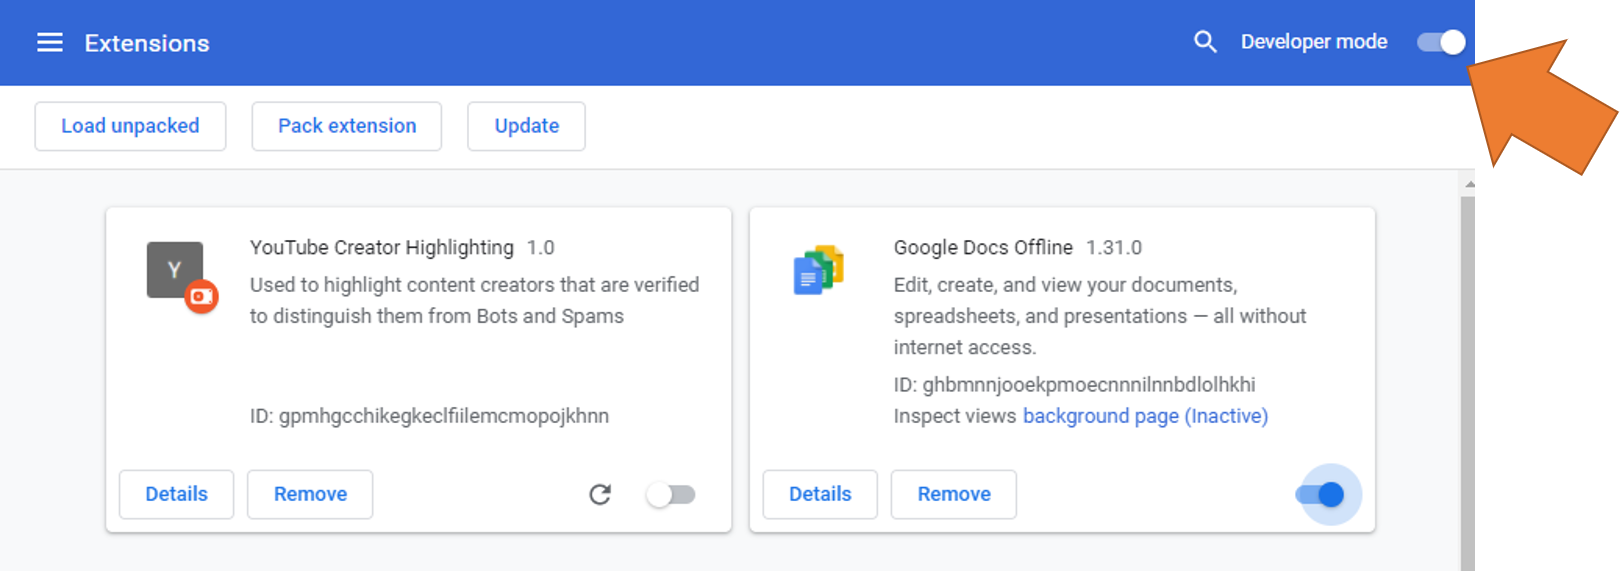 Extensions
Developer mode
Load unpacked
Pack extension
Update
Y
YouTube Creator Highlighting 1.0
Used to highlight content creators that are verified
to distinguish them from Bots and Spams
ID: gpmhgcchikegkeclfiilemcmopojkhnn
Details
Remove
Google Docs Offline 1.31.0
Edit, create, and view your documents,
spreadsheets, and presentations — all without
internet access.
ID: ghbmnnjooekpmoecnnnilnnbdlolhkhi
Inspect views background page (Inactive)
Details
Remove